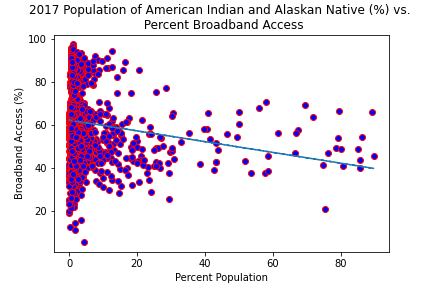 2017 Population of American Indian and Alaskan Native (%) vs.
Percent Broadband Access
100
80
60
40
20
Broadband Access (%)
0
20
40
60
80
Percent Population